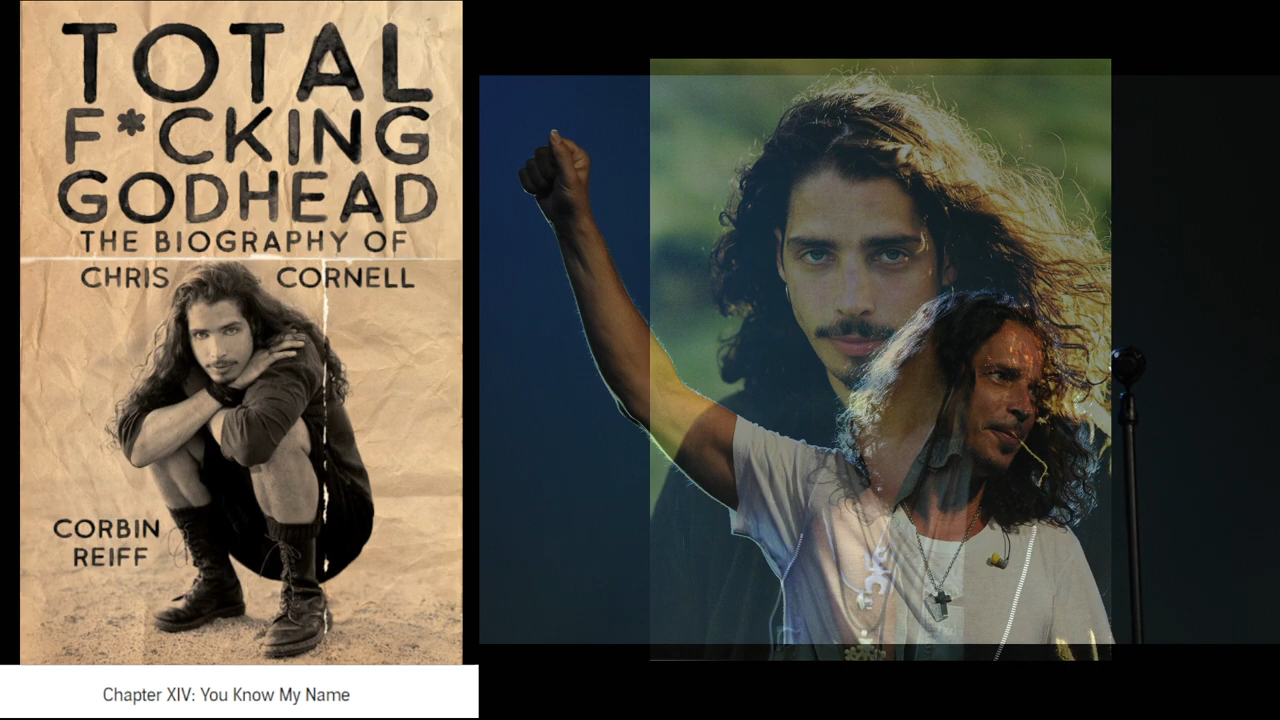 TOTAL
F*CKING
GODHEAD
THE BIOGRAPHY OF
CHRIS CORNELL
CORBIN
REIFF
Chapter XIV: You Know My Name